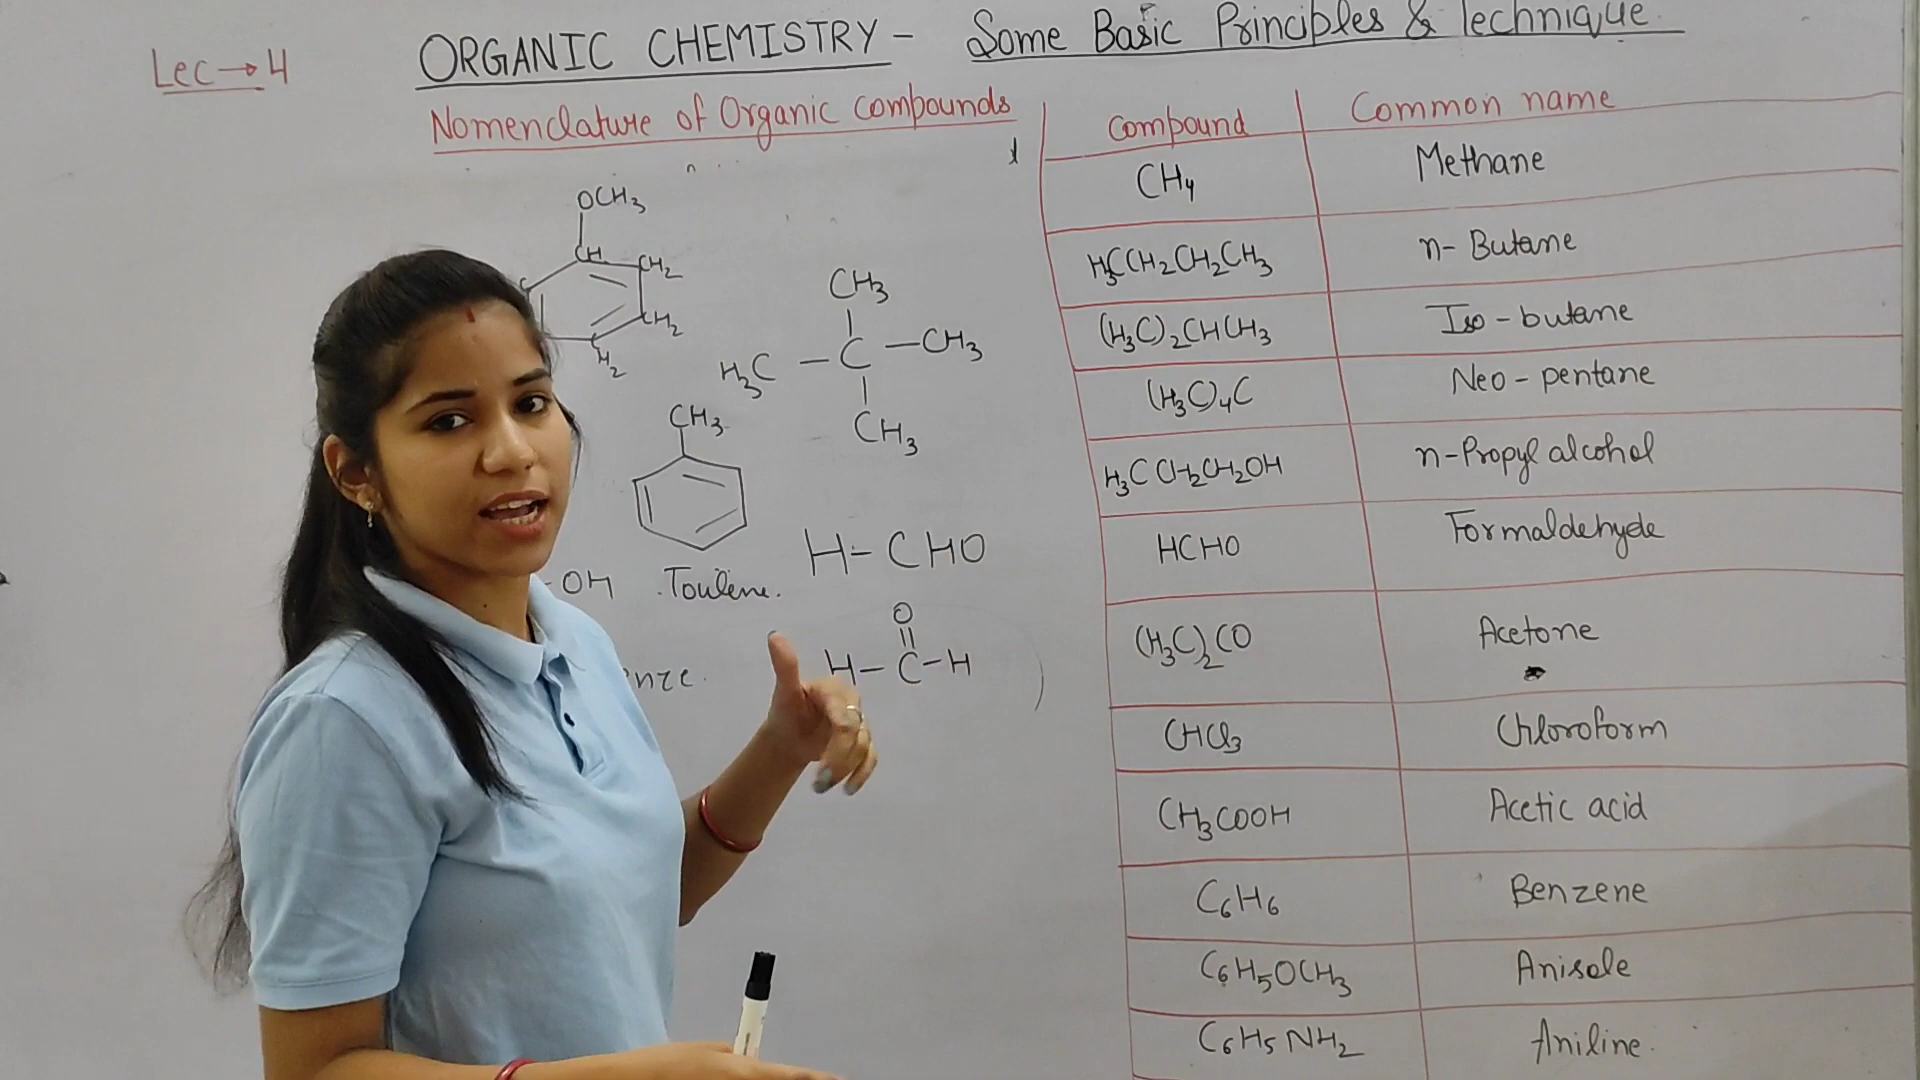 Lec → 4
ORGANIC CHEMISTRY - Some Basic Principles & Technique
Nomenclature of Organic compounds
OCH3
CH
CH2
CH2
H2
CH3
H3C - C - CH3
CH3
CH3
-OH
Toulene.
H- CHO
O
H- C-H
Compound Common name
CH4 Methane
H3CCH2CH2CH3 n- Butane
(H3C)2CHCH3 Iso - butane
(H3C)4C Neo - pentane
H3C CH2CH2OH n-Propyl alcohol
HCHO Formaldehyde
(H3C)2CO Acetone
CHCl3 Chloroform
CH3COOH Acetic acid
C6H6 Benzene
C6H5OCH3 Anisole
C6H5NH2 Aniline.